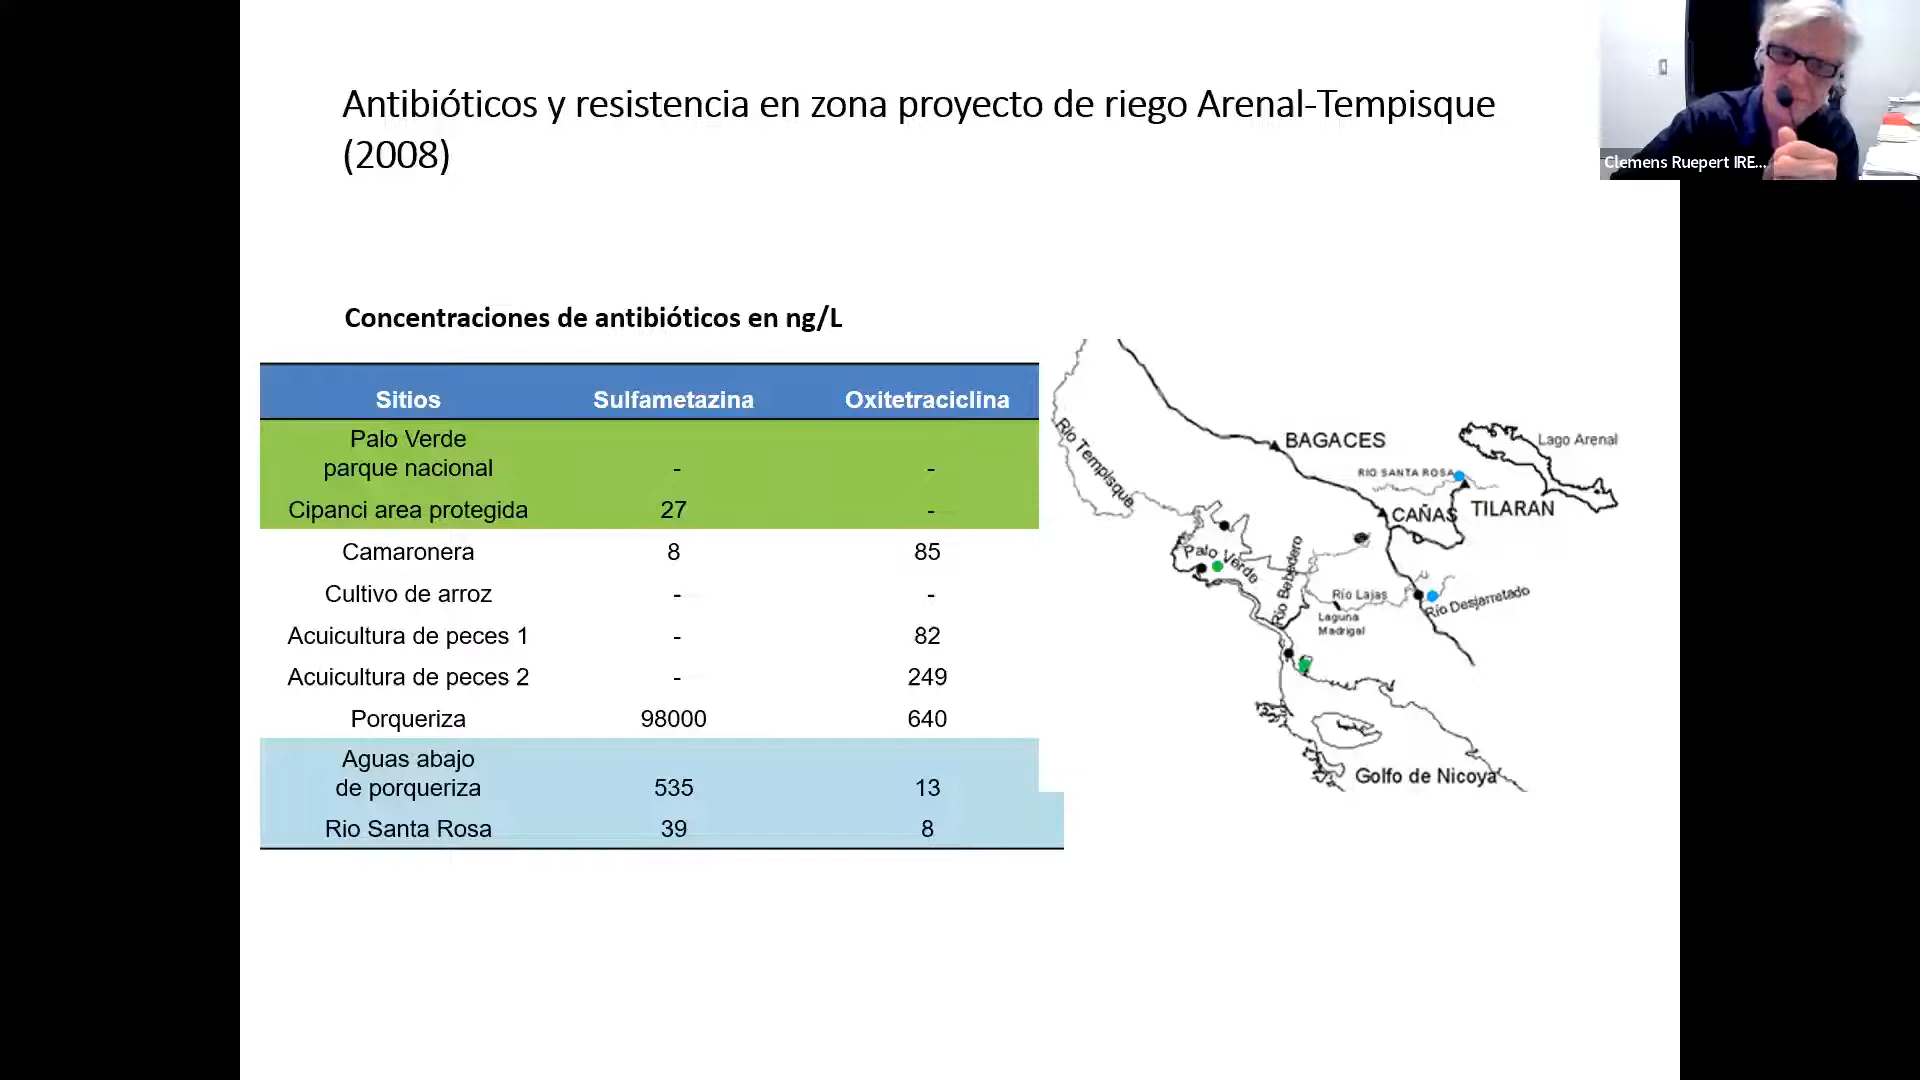 Antibióticos y resistencia en zona proyecto de riego Arenal-Tempisque
(2008)
Clemens Ruepert IRE...
Concentraciones de antibióticos en ng/L
Sitios Sulfametazina Oxitetraciclina
Palo Verde
parque nacional - -
Cipanci area protegida 27 -
Camaronera 8 85
Cultivo de arroz - -
Acuicultura de peces 1 - 82
Acuicultura de peces 2 - 249
Porqueriza 98000 640
Aguas abajo
de porqueriza 535 13
Rio Santa Rosa 39 8
Río Tempisque
BAGACES
Lago Arenal
RIO SANTA ROSA
TILARAN
CAÑAS
Palo Verde
Río Bebedero
Río Lajas
Río Desjarretado
Laguna
Madrigal
Golfo de Nicoya